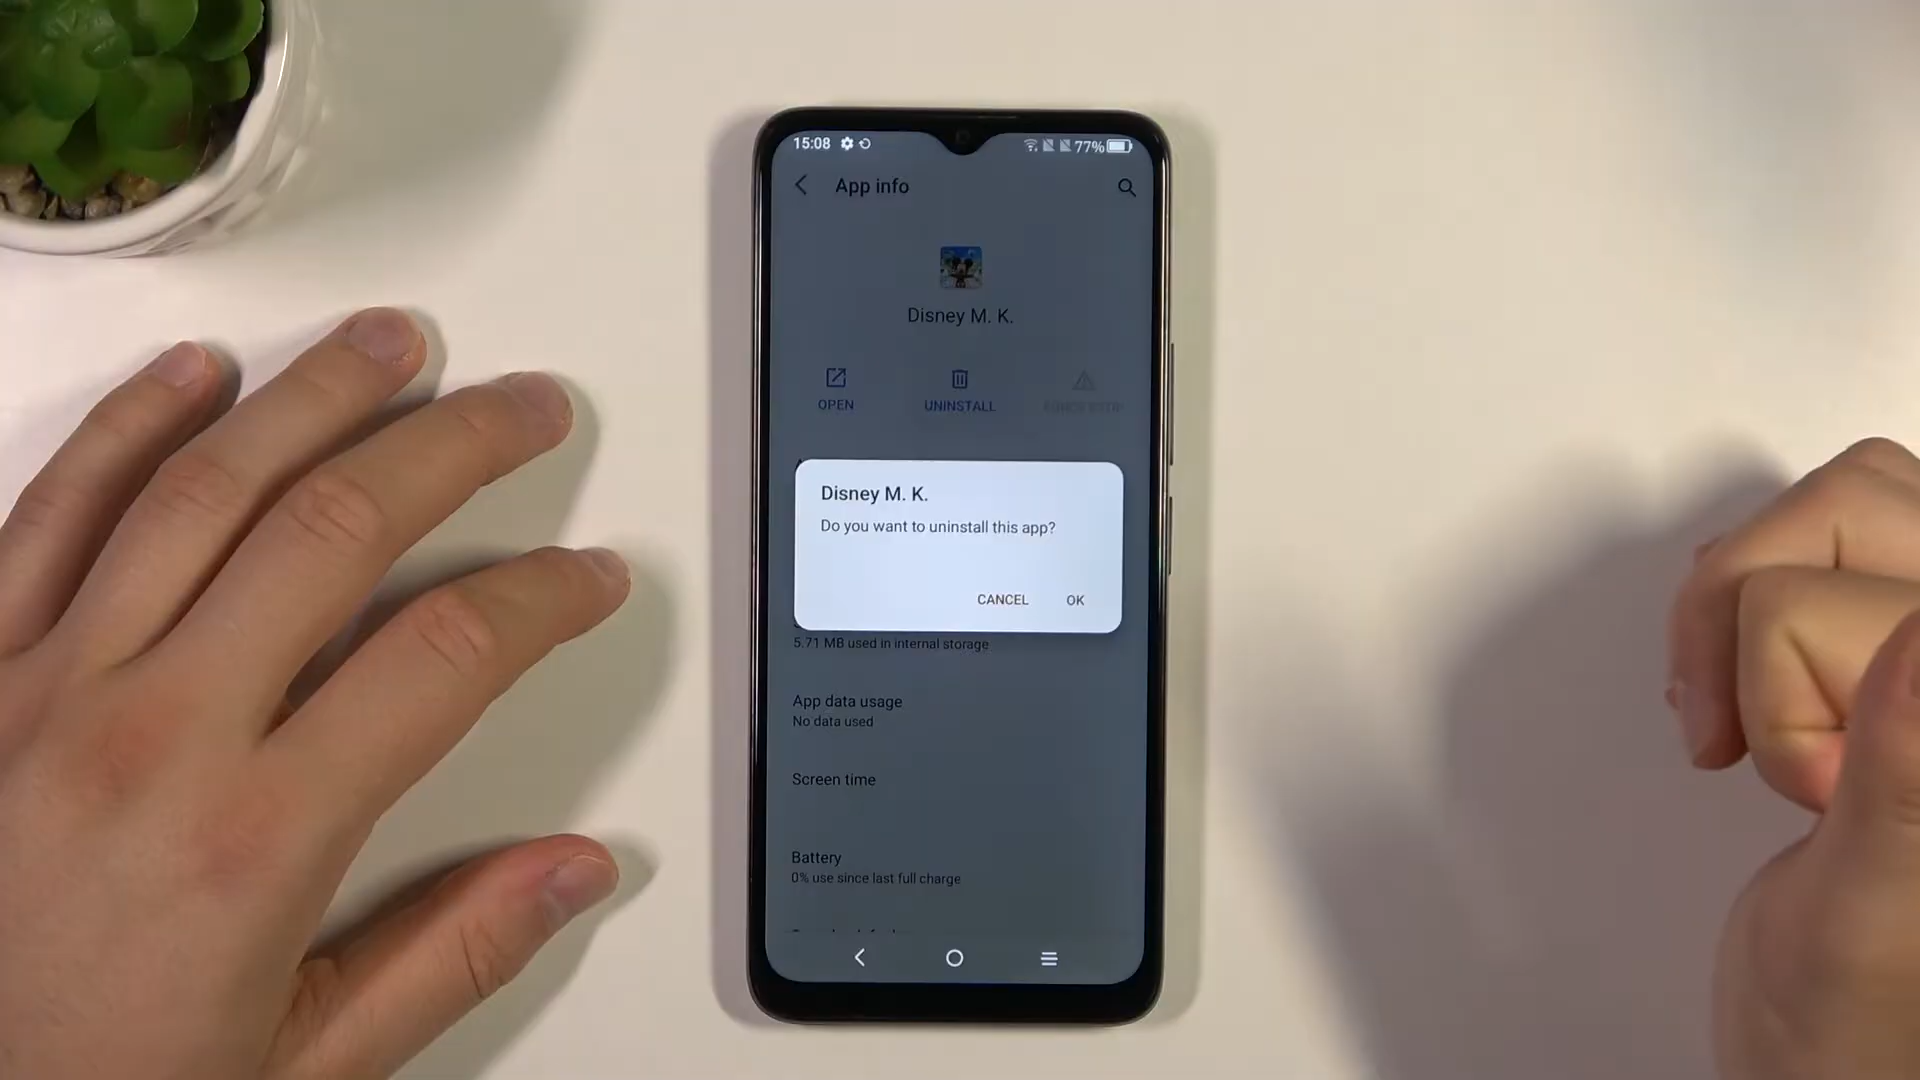 15:08 77%
App info
Disney M. K.
OPEN UNINSTALL
Disney M. K.
Do you want to uninstall this app?
CANCEL OK
5.71 MB used in internal storage
App data usage
No data used
Screen time
Battery
0% use since last full charge